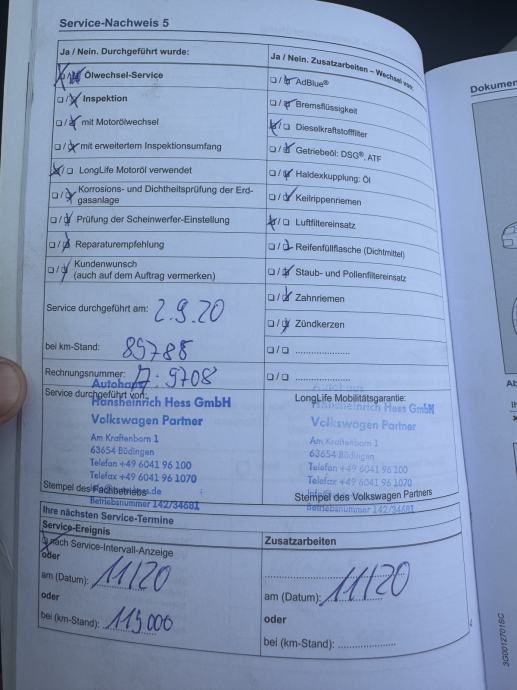 Service-Nachweis 5
Ja / Nein. Durchgeführt wurde:
Ölwechsel-Service
Inspektion
mit Motorölwechsel
mit erweitertem Inspektionsumfang
LongLife Motoröl verwendet
Korrosions- und Dichtheitsprüfung der Erd-
gasanlage
Prüfung der Scheinwerfer-Einstellung
Reparaturempfehlung
Kundenwunsch
(auch auf dem Auftrag vermerken)
Service durchgeführt am: 2.9.20
bei km-Stand: 89788
Rechnungsnummer: 9708
Service durchgeführt von:
Autohaus
Hansheinrich Hess GmbH
Volkswagen Partner
Am Kraftenborn 1
63654 Büdingen
Telefon +49 6041 96 100
Telefax +49 6041 96 1070
Stempel des Fachbetriebs
Betriebsnummer 142/34681
Ja / Nein. Zusatzarbeiten – Wechsel von:
AdBlue®
Bremsflüssigkeit
Dieselkraftstofffilter
Getriebeöl: DSG®, ATF
Haldexkupplung: Öl
Keilrippenriemen
Luftfiltereinsatz
Reifenfüllflasche (Dichtmittel)
Staub- und Pollenfiltereinsatz
Zahnriemen
Zündkerzen
LongLife Mobilitätsgarantie:
Autohaus
Hansheinrich Hess GmbH
Volkswagen Partner
Am Kraftenborn 1
63654 Büdingen
Telefon +49 6041 96 100
Telefax +49 6041 96 1070
Stempel des Volkswagen Partners
Betriebsnummer 142/34681
Ihre nächsten Service-Termine
Service-Ereignis
nach Service-Intervall-Anzeige
oder
am (Datum): 11/20
oder
bei (km-Stand): 115000
Zusatzarbeiten
am (Datum): 11/20
oder
bei (km-Stand):
Dokumen
3G0012701SC